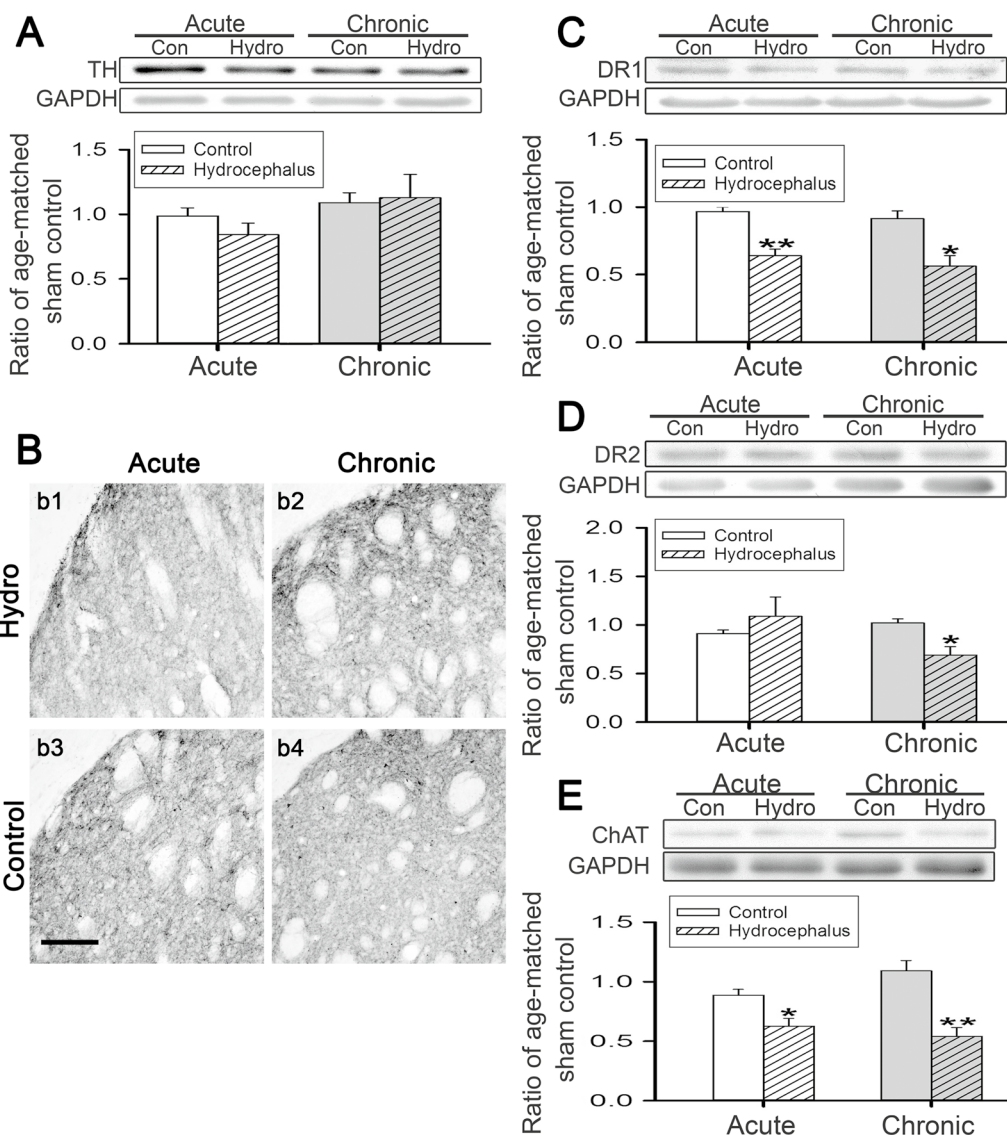 A
Acute Chronic
Con Hydro Con Hydro
TH
GAPDH
Ratio of age-matched
sham control
1.5
1.0
0.5
0.0
Control
Hydrocephalus
Acute Chronic
B
Acute Chronic
Hydro
b1 b2
Control
b3 b4
C
Acute Chronic
Con Hydro Con Hydro
DR1
GAPDH
Ratio of age-matched
sham control
1.5
1.0
0.5
0.0
Control
Hydrocephalus
** *
Acute Chronic
D
Acute Chronic
Con Hydro Con Hydro
DR2
GAPDH
Ratio of age-matched
sham control
2.0
1.5
1.0
0.5
0.0
Control
Hydrocephalus
*
Acute Chronic
E
Acute Chronic
Con Hydro Con Hydro
ChAT
GAPDH
Ratio of age-matched
sham control
1.5
1.0
0.5
0.0
Control
Hydrocephalus
* **
Acute Chronic